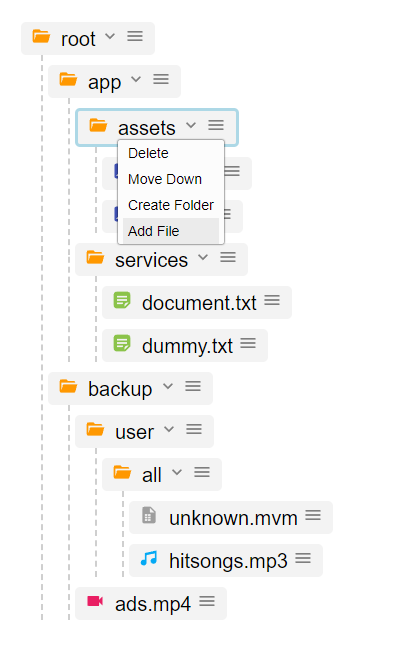 root
app
assets
Delete
Move Down
Create Folder
Add File
services
document.txt
dummy.txt
backup
user
all
unknown.mvm
hitsongs.mp3
ads.mp4